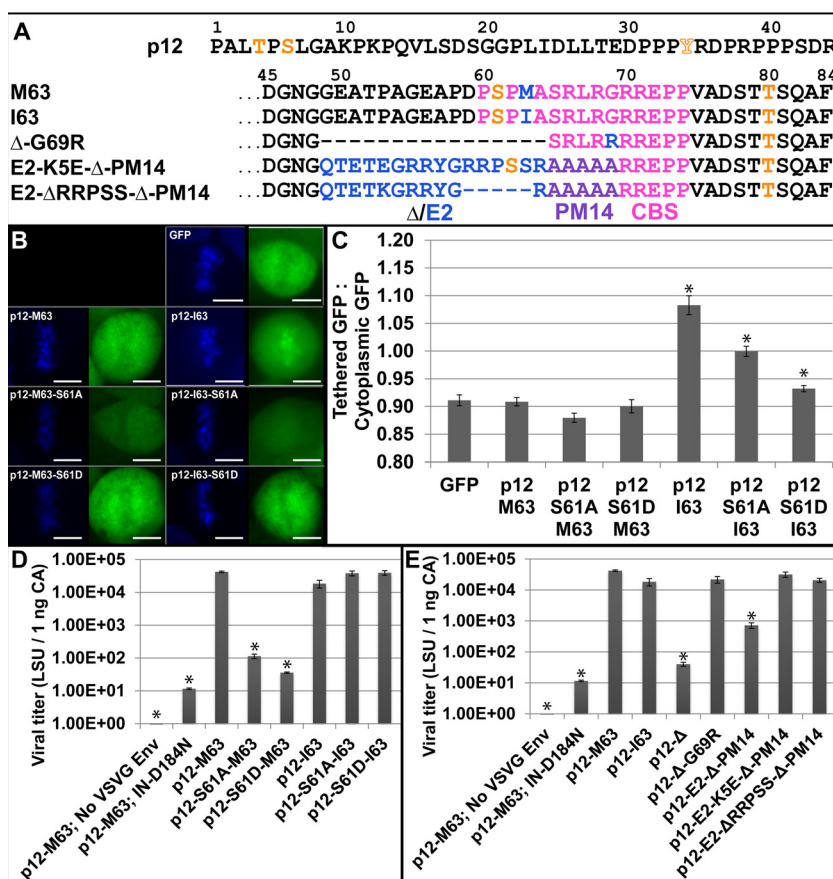 A
1 10 20 30 40
p12 PALTPSLGAKPKPQVLSDSGGPLIDLLTEDPPPYRDPRPPPSDR
45 50 60 70 80 84
M63 ...DGNGGEATPAGEAPDPSPMASRLRGRREPPVADSTTSQAF
I63 ...DGNGGEATPAGEAPDPSPIASRLRGRREPPVADSTTSQAF
Δ-G69R ...DGNG----------------SRLRRRREPPVADSTTSQAF
E2-K5E-Δ-PM14 ...DGNGQTETEGRRYGRRPSSRAAAAARREPPVADSTTSQAF
E2-ΔRRPSS-Δ-PM14 ...DGNGQTETKGRRYG-----RAAAAARREPPVADSTTSQAF
Δ/E2 PM14 CBS
B
GFP
p12-M63 p12-I63
p12-M63-S61A p12-I63-S61A
p12-M63-S61D p12-I63-S61D
C
Tethered GFP :
Cytoplasmic GFP
1.20
1.15
1.10
1.05
1.00
0.95
0.90
0.85
0.80
* * *
GFP
p12 M63
p12 S61A M63
p12 S61D M63
p12 I63
p12 S61A I63
p12 S61D I63
D
Viral titer (LSU / 1 ng CA)
1.00E+05
1.00E+04
1.00E+03
1.00E+02
1.00E+01
1.00E+00
* * * *
p12-M63; No VSVG Env
p12-M63; IN-D184N
p12-M63
p12-S61A-M63
p12-S61D-M63
p12-I63
p12-S61A-I63
p12-S61D-I63
E
Viral titer (LSU / 1 ng CA)
1.00E+05
1.00E+04
1.00E+03
1.00E+02
1.00E+01
1.00E+00
* * * *
p12-M63; No VSVG Env
p12-M63; IN-D184N
p12-M63
p12-I63
p12-Δ
p12-Δ-G69R
p12-E2-Δ-PM14
p12-E2-K5E-Δ-PM14
p12-E2-ΔRRPSS-Δ-PM14